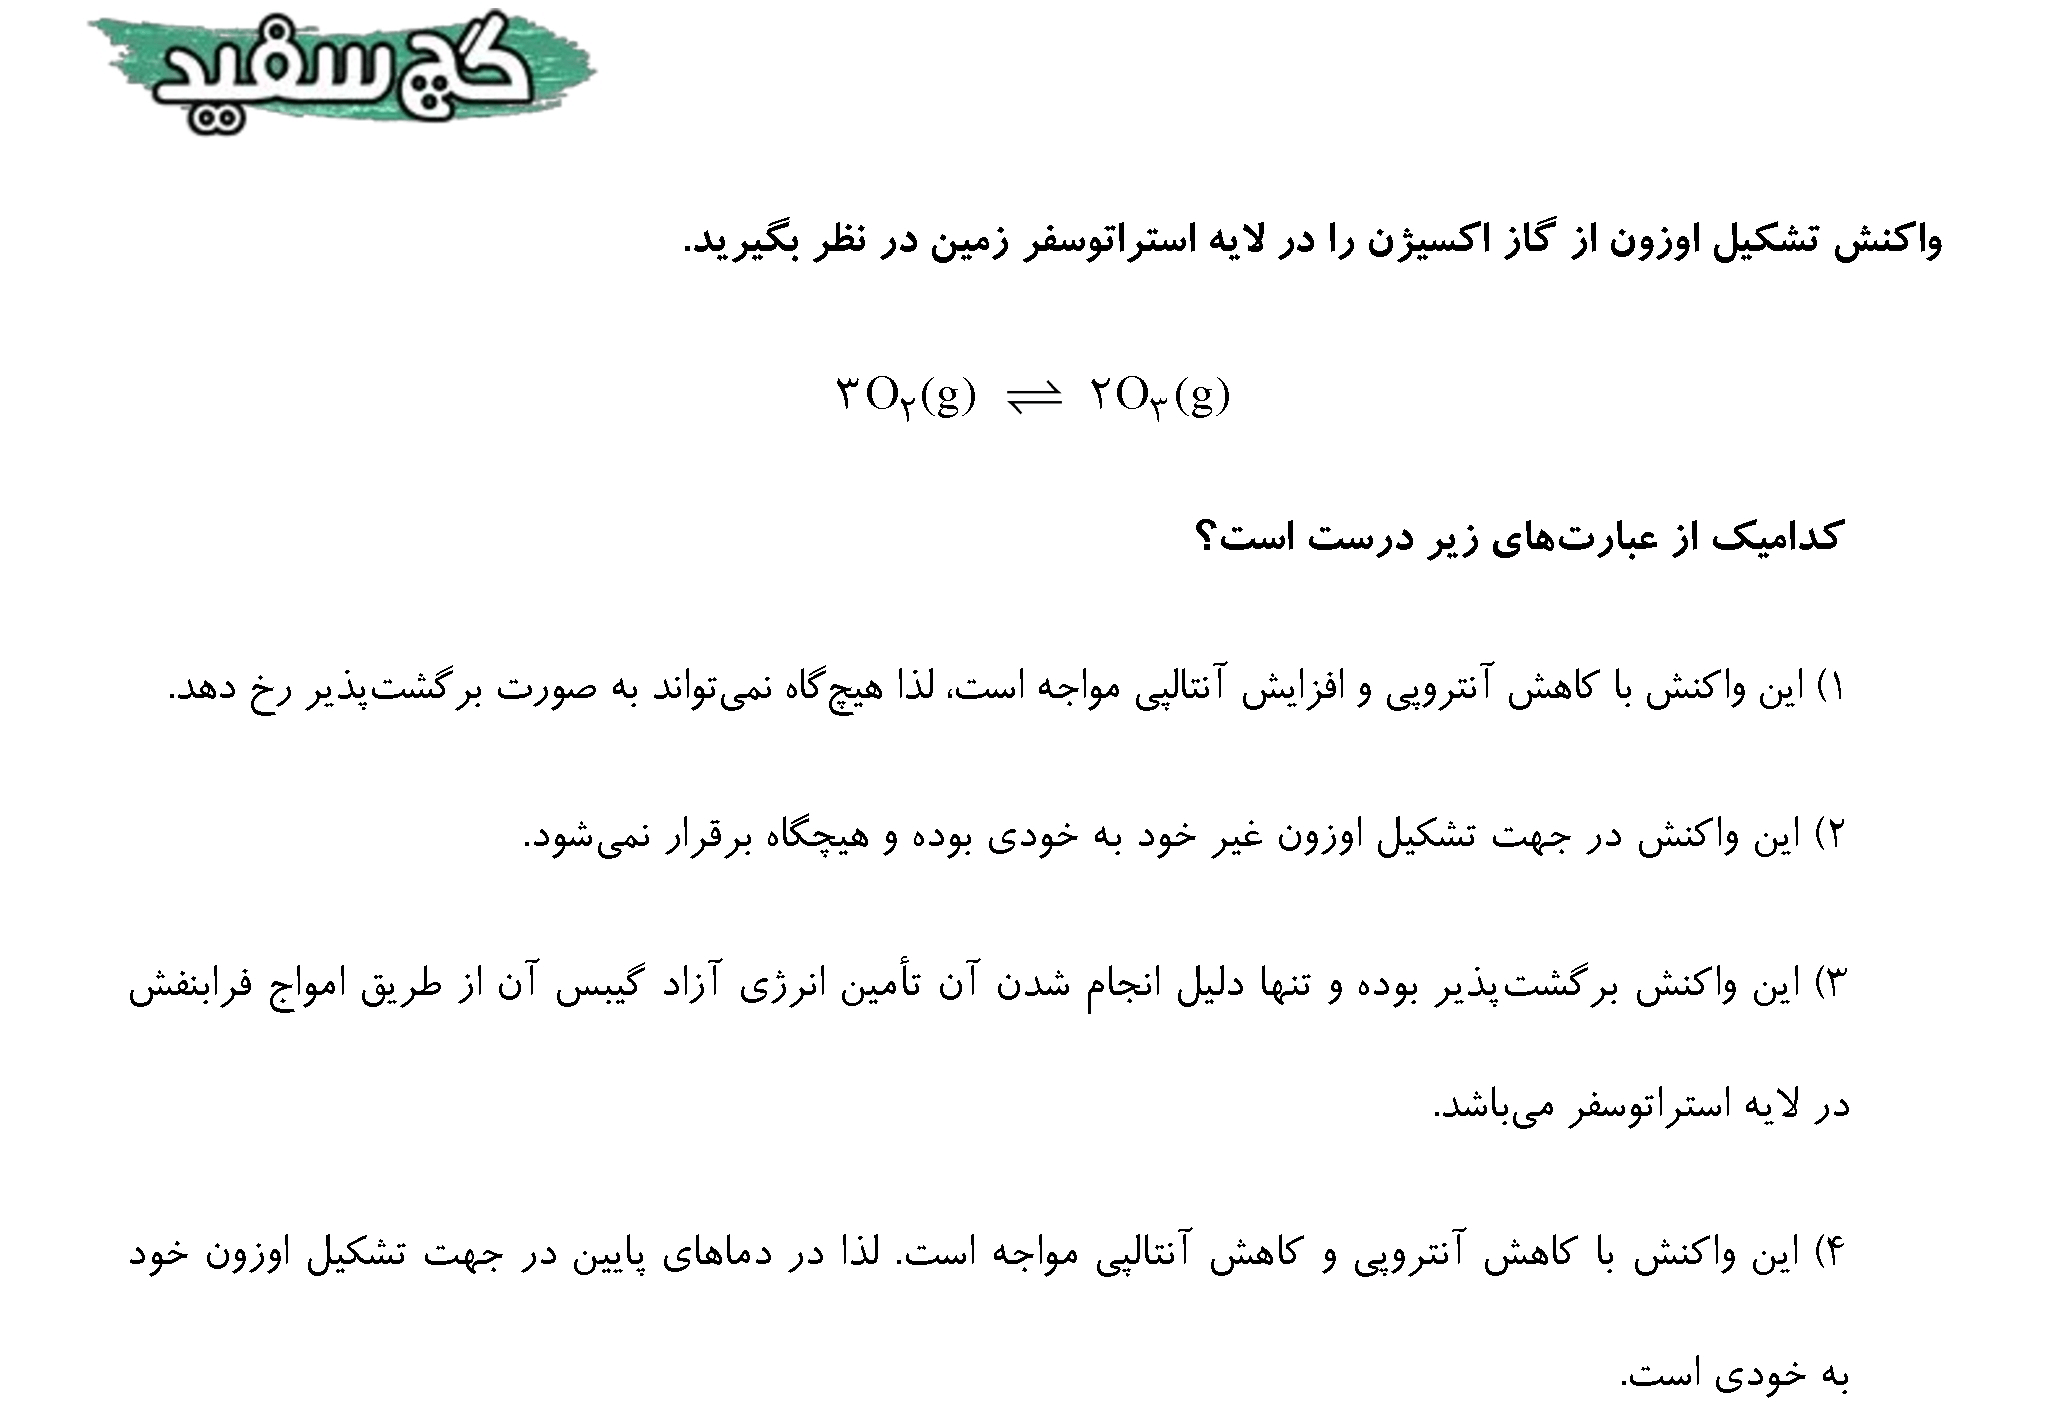 گچ سفید
واکنش تشکیل اوزون از گاز اکسیژن را در لایه استراتوسفر زمین در نظر بگیرید.
۳O₂(g) ⇌ ۲O₃(g)
کدامیک از عبارت‌های زیر درست است؟
۱) این واکنش با کاهش آنتروپی و افزایش آنتالپی مواجه است، لذا هیچ‌گاه نمی‌تواند به صورت برگشت‌پذیر رخ دهد.
۲) این واکنش در جهت تشکیل اوزون غیر خود به خودی بوده و هیچگاه برقرار نمی‌شود.
۳) این واکنش برگشت‌پذیر بوده و تنها دلیل انجام شدن آن تأمین انرژی آزاد گیبس آن از طریق امواج فرابنفش
در لایه استراتوسفر می‌باشد.
۴) این واکنش با کاهش آنتروپی و کاهش آنتالپی مواجه است. لذا در دماهای پایین در جهت تشکیل اوزون خود
به خودی است.